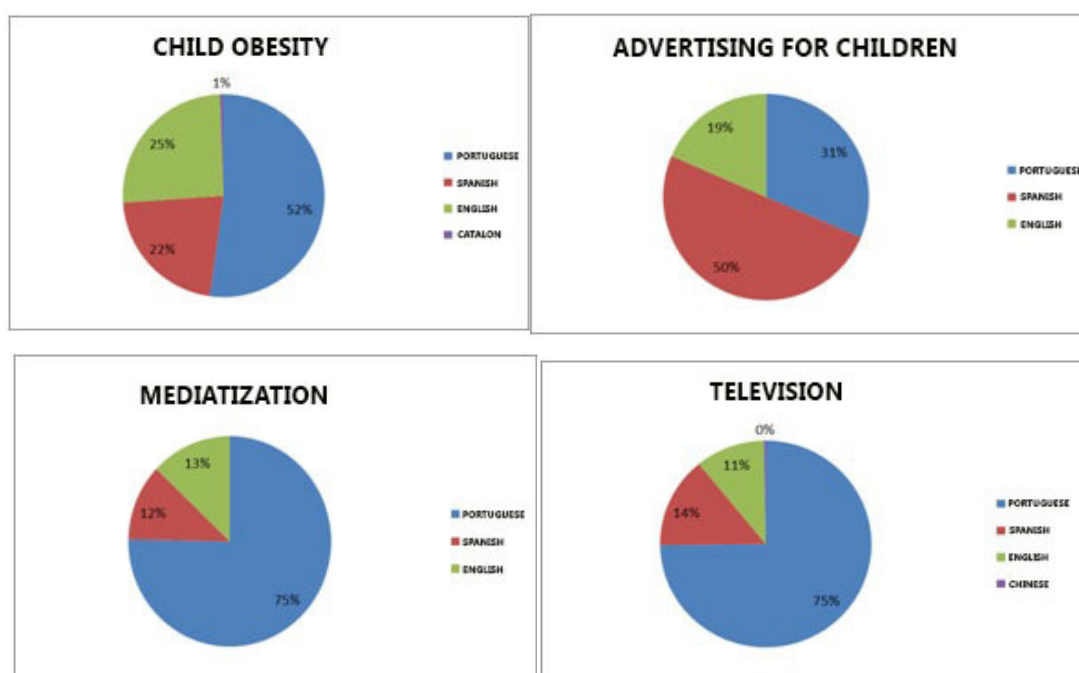 CHILD OBESITY
1%
25%
52%
22%
PORTUGUESE
SPANISH
ENGLISH
CATALON
ADVERTISING FOR CHILDREN
19%
31%
50%
PORTUGUESE
SPANISH
ENGLISH
MEDIATIZATION
13%
12%
75%
PORTUGUESE
SPANISH
ENGLISH
TELEVISION
0%
11%
14%
75%
PORTUGUESE
SPANISH
ENGLISH
CHINESE